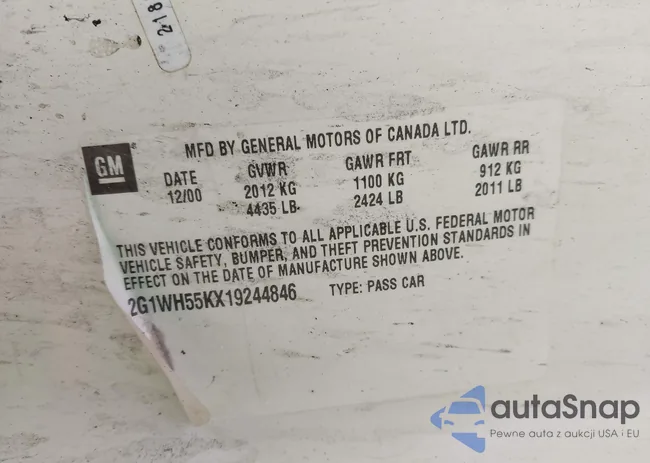 218
GM
MFD BY GENERAL MOTORS OF CANADA LTD.
DATE GVWR GAWR FRT GAWR RR
12/00 2012 KG 1100 KG 912 KG
4435 LB 2424 LB 2011 LB
THIS VEHICLE CONFORMS TO ALL APPLICABLE U.S. FEDERAL MOTOR
VEHICLE SAFETY, BUMPER, AND THEFT PREVENTION STANDARDS IN
EFFECT ON THE DATE OF MANUFACTURE SHOWN ABOVE.
2G1WH55KX19244846 TYPE: PASS CAR
autaSnap
Pewne auta z aukcji USA i EU